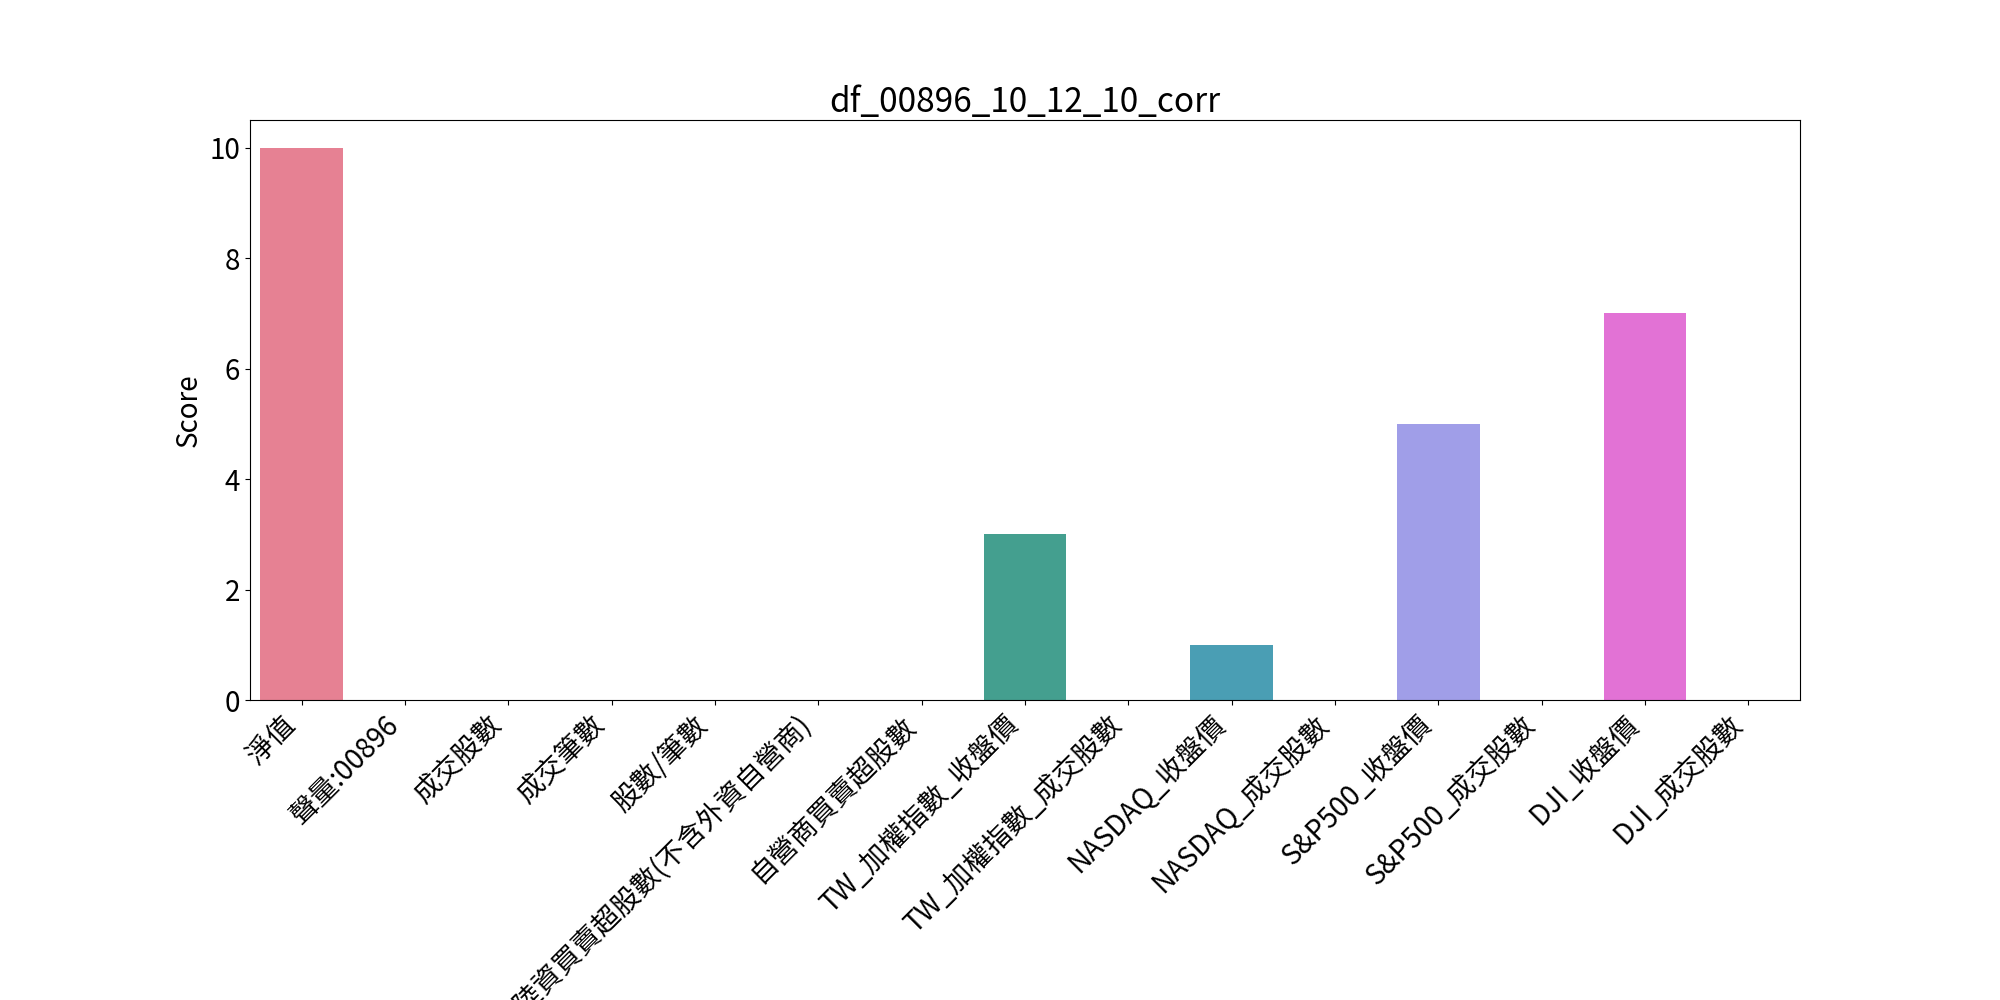 df_00896_10_12_10_corr
Score
10
8
6
4
2
0
淨值
聲量:00896
成交股數
成交筆數
股數/筆數
陸資買賣超股數(不含外資自營商)
自營商買賣超股數
TW_加權指數_收盤價
TW_加權指數_成交股數
NASDAQ_收盤價
NASDAQ_成交股數
S&P500_收盤價
S&P500_成交股數
DJI_收盤價
DJI_成交股數